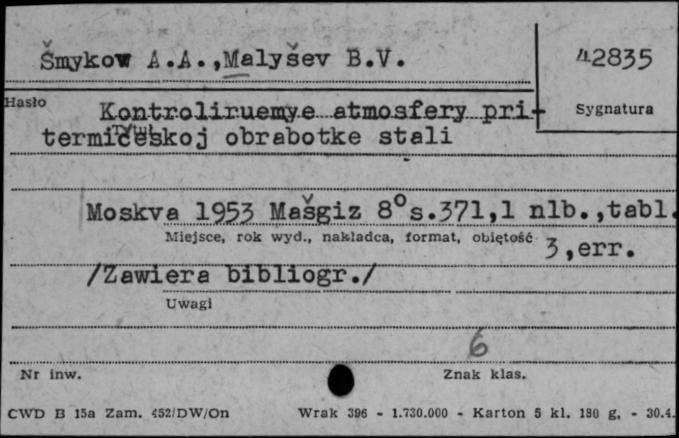 Šmykow A.A.,Malyšev B.V.
42835
Hasło
Kontroliruemye atmosfery pri
Sygnatura
termičeskoj obrabotke stali
Moskva 1953 Mašgiz 8° s.371,1 nlb.,tabl.
Miejsce, rok wyd., nakładca, format, objętość
3,err.
/Zawiera bibliogr./
Uwagi
6
Nr inw.
Znak klas.
CWD B 15a Zam. 452/DW/On Wrak 396 - 1.730.000 - Karton 5 kl. 180 g. - 30.4.